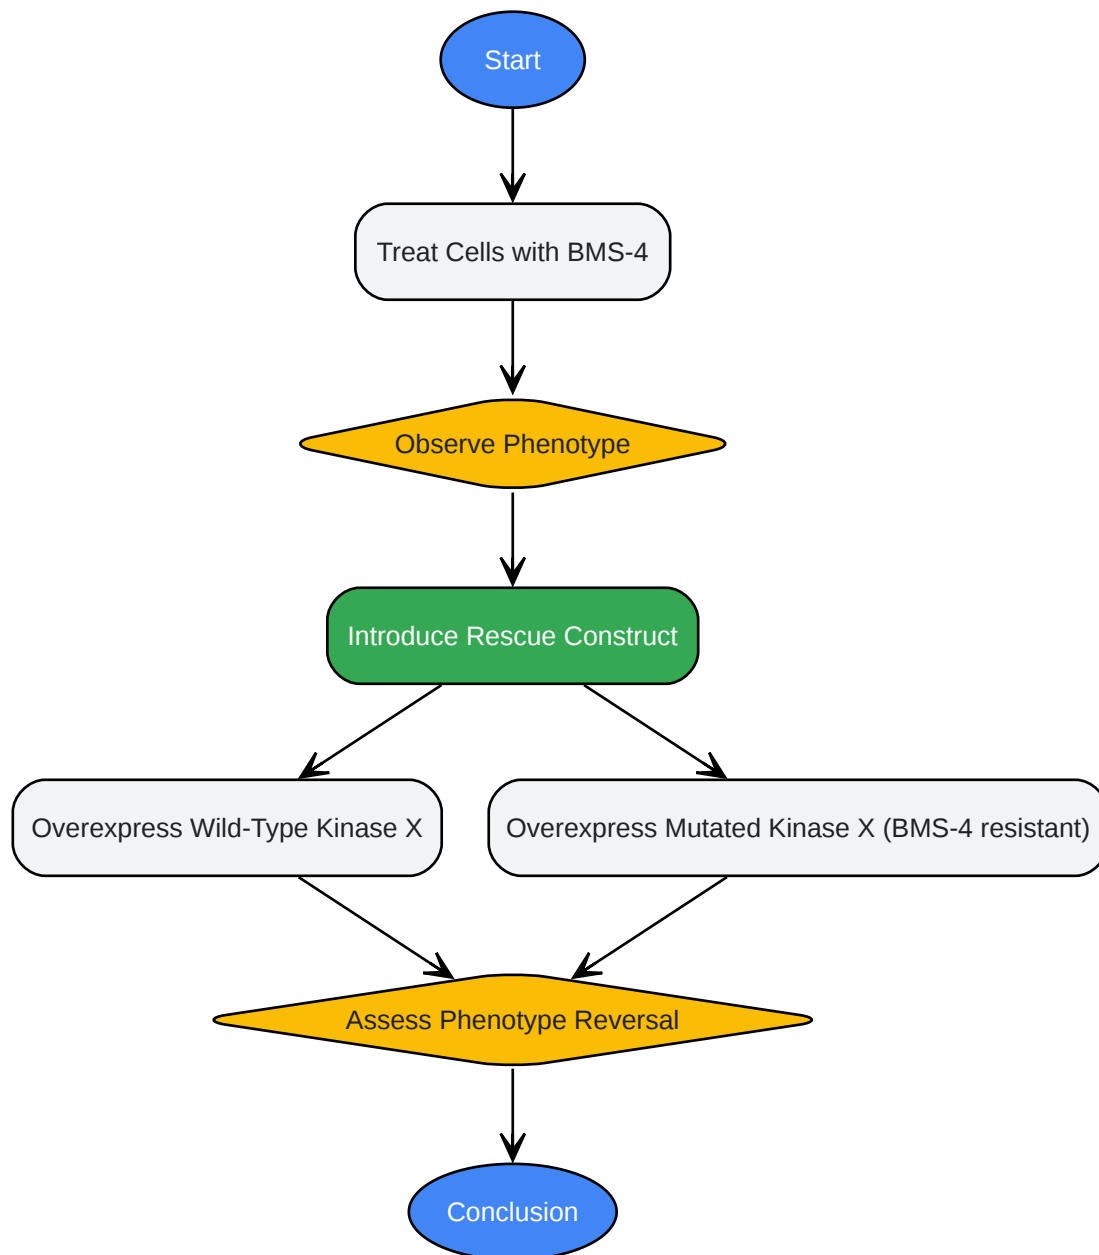 Start
Treat Cells with BMS-4
Observe Phenotype
Introduce Rescue Construct
Overexpress Wild-Type Kinase X
Overexpress Mutated Kinase X (BMS-4 resistant)
Assess Phenotype Reversal
Conclusion